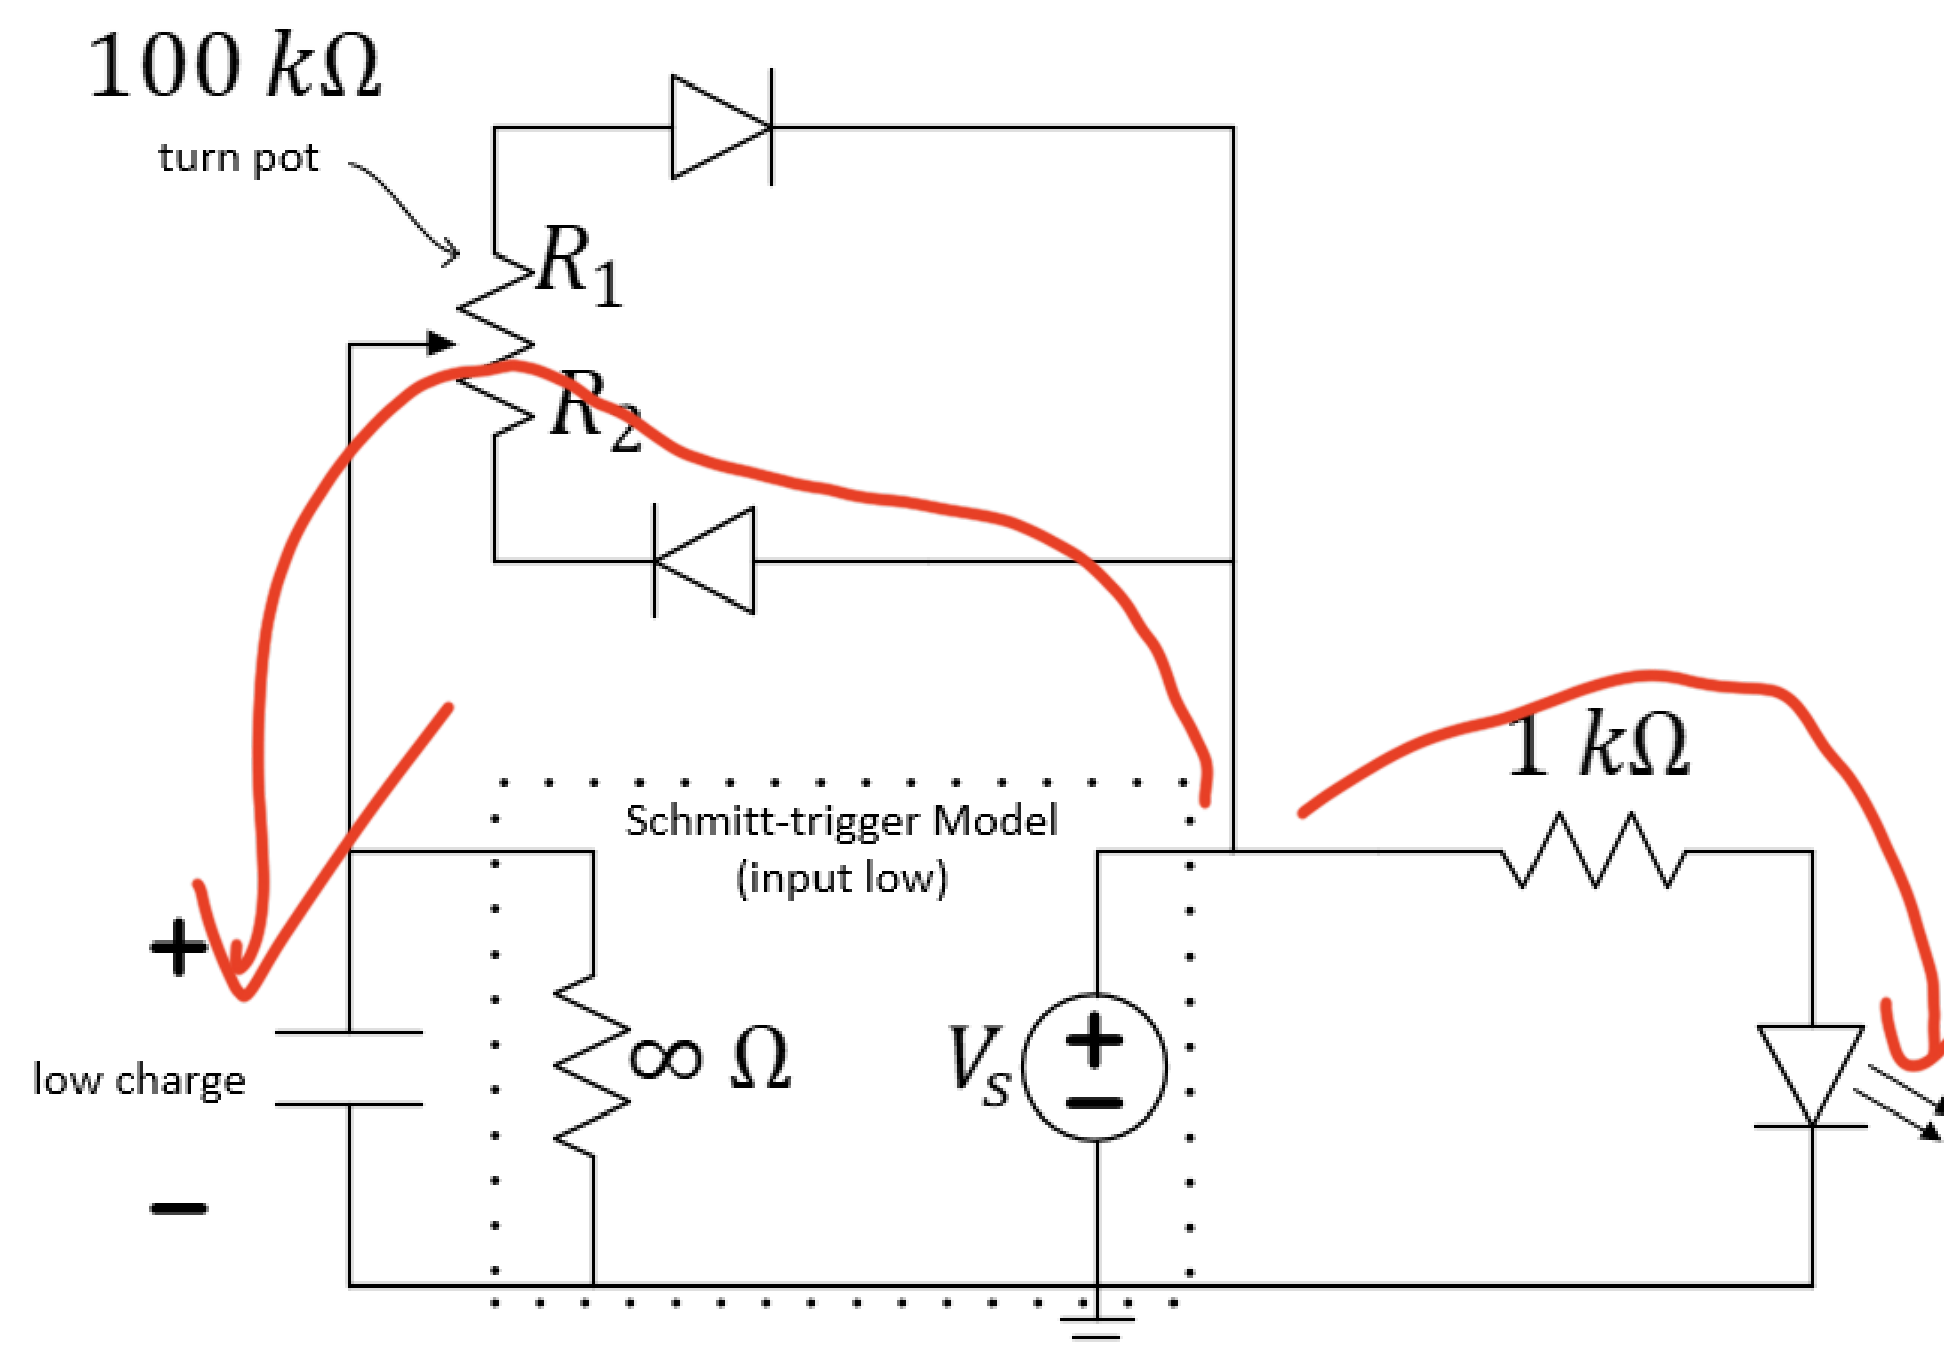 100 kΩ
turn pot
R₁
R₂
1 kΩ
Schmitt-trigger Model
(input low)
+
low charge
−
∞ Ω
Vₛ
+
−